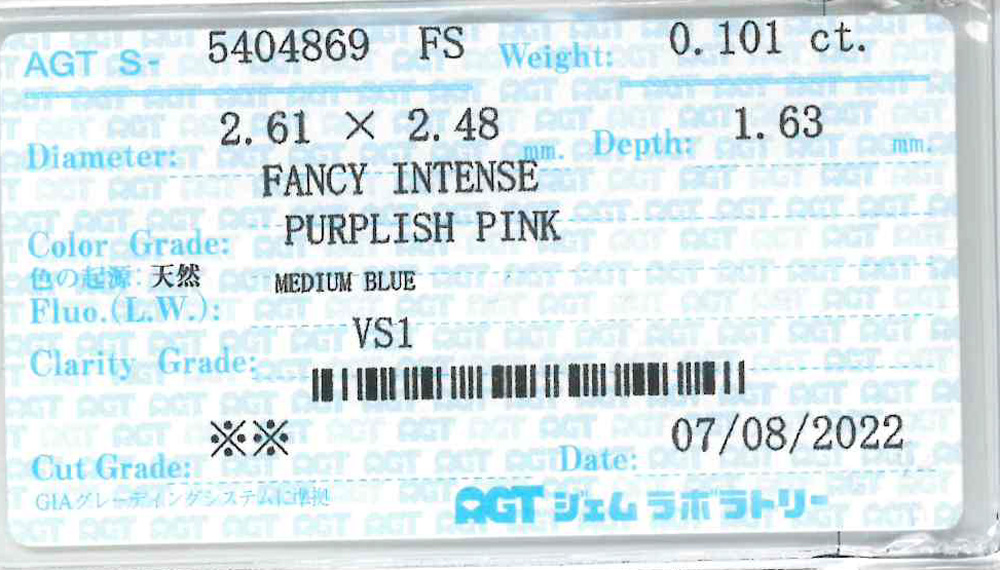 AGT S- 5404869 FS Weight: 0.101 ct.
Diameter: 2.61 × 2.48 mm. Depth: 1.63 mm.
FANCY INTENSE
Color Grade: PURPLISH PINK
色の起源: 天然
Fluo.(L.W.): MEDIUM BLUE
Clarity Grade: VS1
Cut Grade: ※※ Date: 07/08/2022
GIAグレーディングシステムに準拠
AGT ジェムラボラトリー